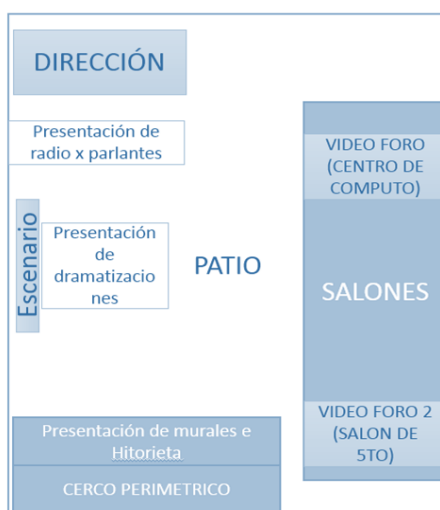 DIRECCIÓN
Presentación de
radio x parlantes
VIDEO FORO
(CENTRO DE
COMPUTO)
Escenario
Presentación
de
dramatizacio
nes
PATIO
SALONES
VIDEO FORO 2
(SALON DE
5TO)
Presentación de murales e
Hitorieta
CERCO PERIMETRICO